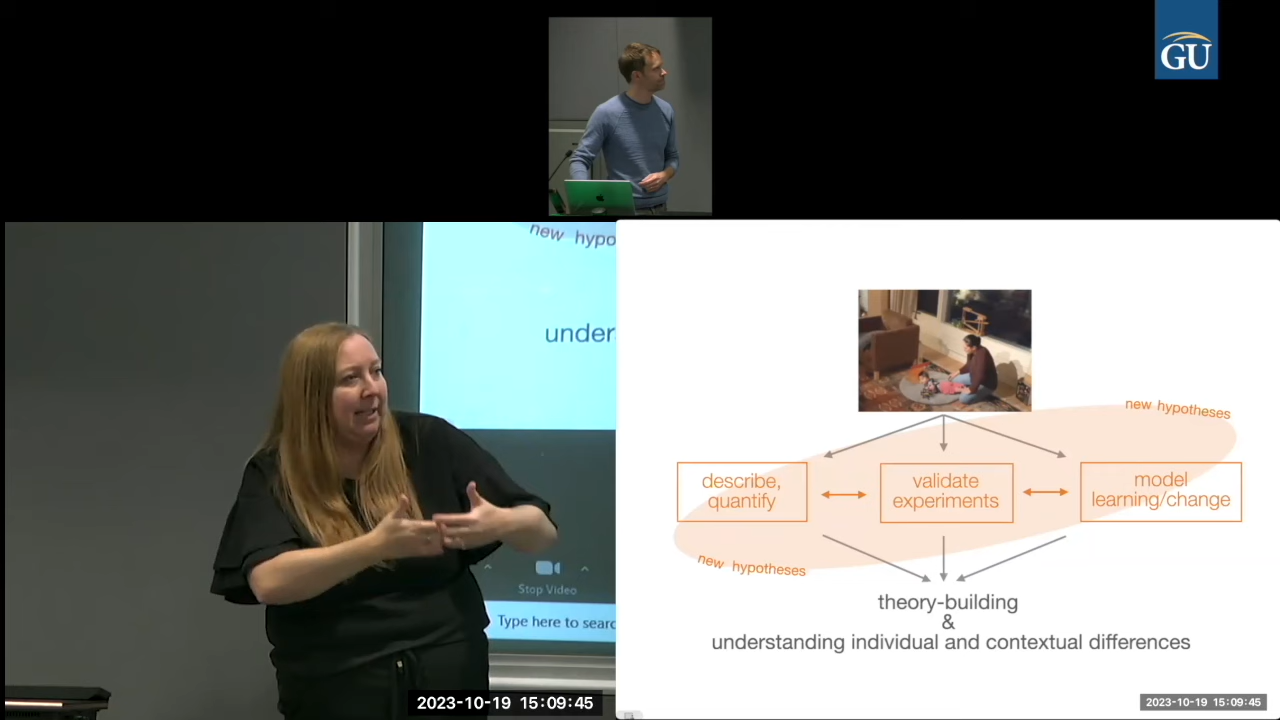 GU
new hypo
under
Stop Video
Type here to searc
2023-10-19 15:09:45
new hypotheses
describe,
quantify
validate
experiments
model
learning/change
new hypotheses
theory-building
&
understanding individual and contextual differences
2023-10-19 15:09:45